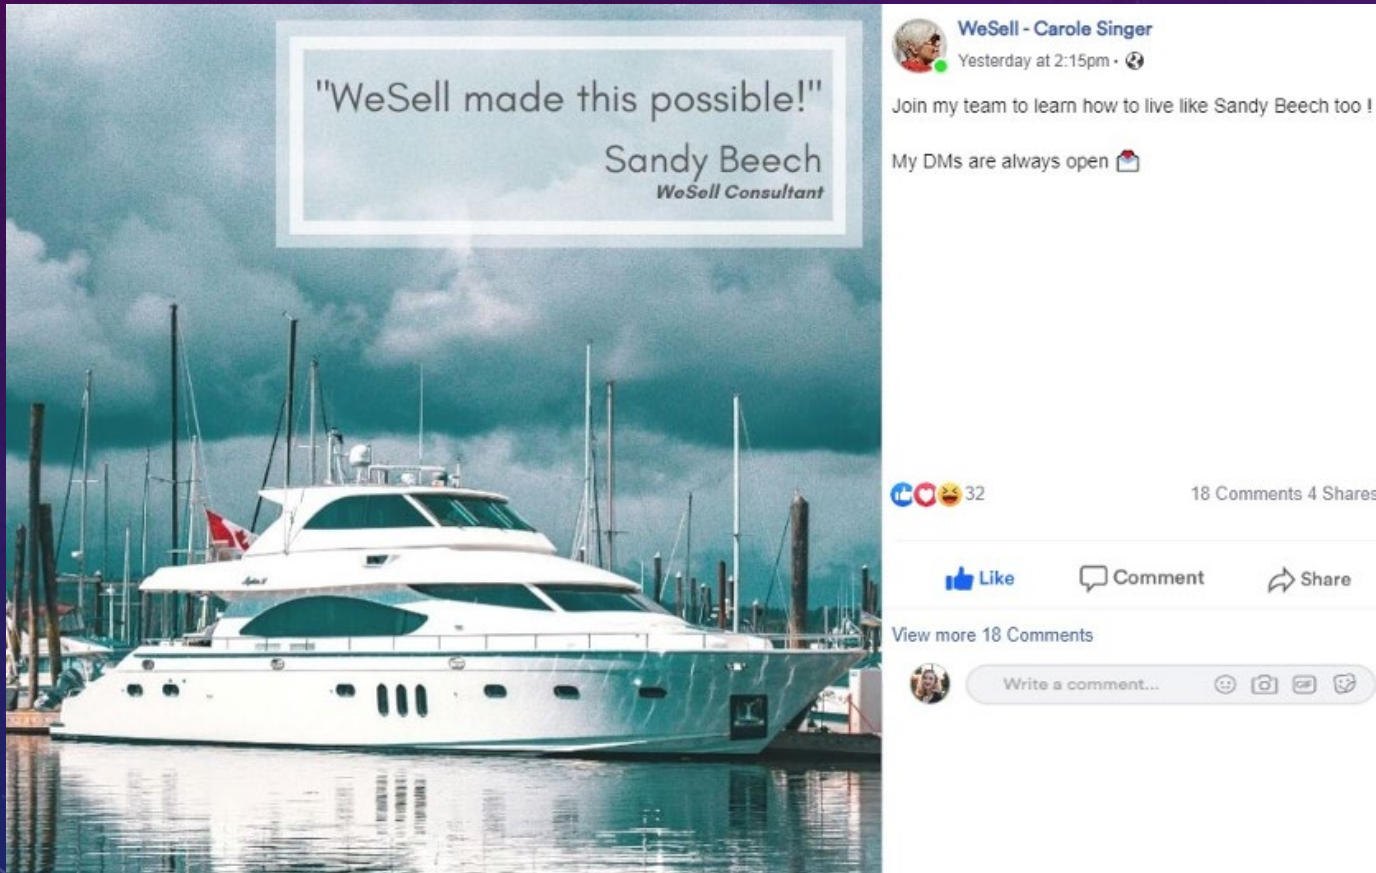 "WeSell made this possible!"
Sandy Beech
WeSell Consultant
WeSell - Carole Singer
Yesterday at 2:15pm ·
Join my team to learn how to live like Sandy Beech too !
My DMs are always open
32 18 Comments 4 Shares
Like Comment Share
View more 18 Comments
Write a comment... GIF